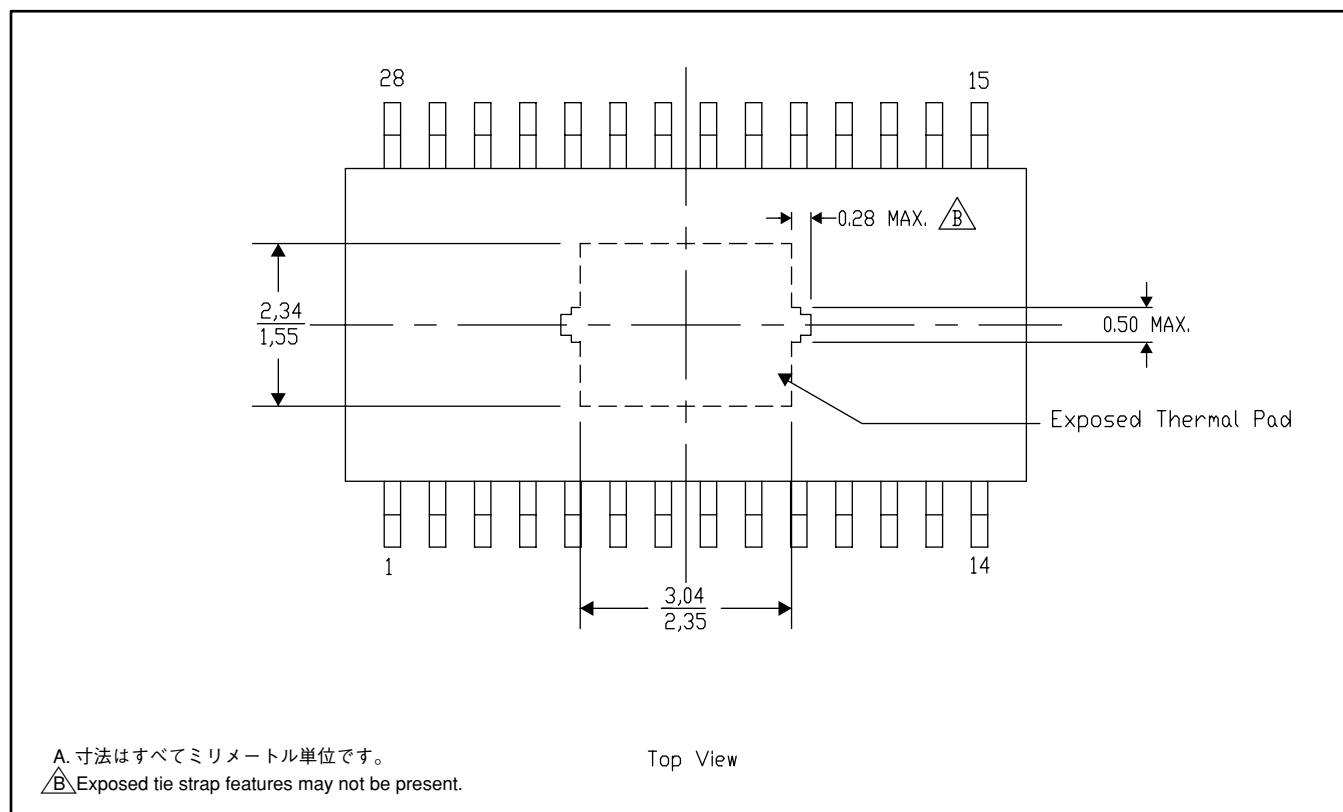 28
15
0.28 MAX. B
2,34
1,55
0.50 MAX.
Exposed Thermal Pad
1
14
3,04
2,35
A. 寸法はすべてミリメートル単位です。
Top View
B Exposed tie strap features may not be present.